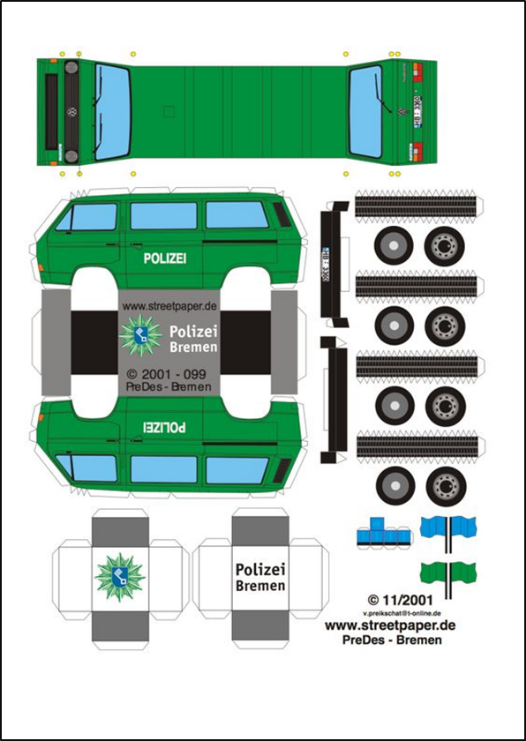 POLIZEI
www.streetpaper.de
Polizei
Bremen
© 2001 - 099
PreDes - Bremen
POLIZEI
Polizei
Bremen
© 11/2001
v.preikschat@t-online.de
www.streetpaper.de
PreDes - Bremen